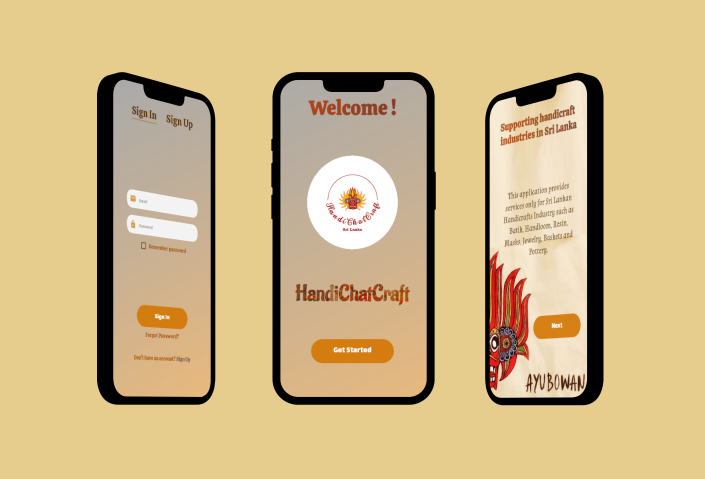 Sign In Sign Up
Email
Password
Remember password
Sign In
Forgot Password?
Don't have an account? Sign Up
Welcome !
HandiChatCraft
Sri Lanka
HandiChatCraft
Get Started
Supporting handicraft
industries in Sri Lanka
This application provides
services only for Sri Lankan
Handicrafts Industry such as
Batik, Handloom, Resin,
Masks, Jewelry, Baskets and
Pottery.
Next
AYUBOWAN